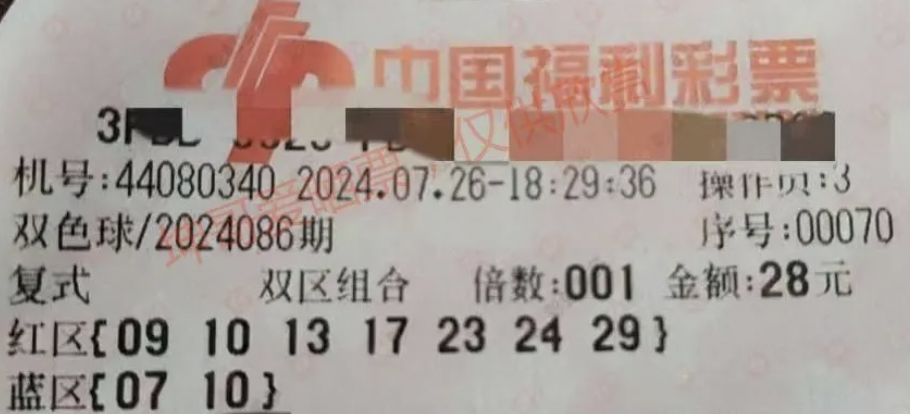 中国福利彩票
机号:44080340 2024.07.26-18:29:36 操作员:3
双色球/2024086期 序号:00070
复式 双区组合 倍数:001 金额:28元
红区{09 10 13 17 23 24 29}
蓝区{07 10}